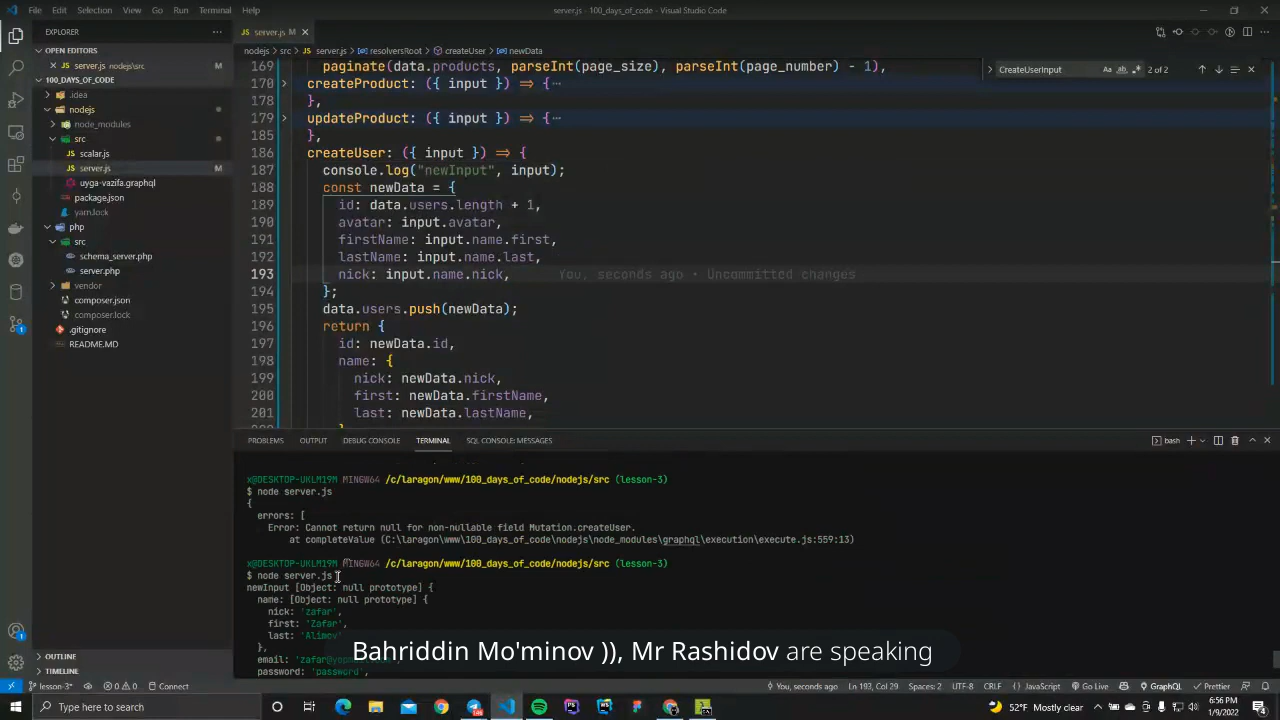 File Edit Selection View Go Run Terminal Help
server.js - 100_days_of_code - Visual Studio Code
EXPLORER
OPEN EDITORS
server.js nodejs\src M
100_DAYS_OF_CODE
.idea
nodejs
node_modules
src
scalar.js
server.js M
uyga-vazifa.graphql
package.json
yarn.lock
php
src
schema_server.php
server.php
vendor
composer.json
composer.lock
.gitignore
README.MD
OUTLINE
TIMELINE
server.js M
nodejs > src > server.js > resolversRoot > createUser > newData
CreateUserInput Aa ab 2 of 2
169 paginate(data.products, parseInt(page_size), parseInt(page_number) - 1),
170 createProduct: ({ input }) => {
178 },
179 updateProduct: ({ input }) => {
185 },
186 createUser: ({ input }) => {
187 console.log("newInput", input);
188 const newData = {
189 id: data.users.length + 1,
190 avatar: input.avatar,
191 firstName: input.name.first,
192 lastName: input.name.last,
193 nick: input.name.nick, You, seconds ago • Uncommitted changes
194 };
195 data.users.push(newData);
196 return {
197 id: newData.id,
198 name: {
199 nick: newData.nick,
200 first: newData.firstName,
201 last: newData.lastName,
PROBLEMS OUTPUT DEBUG CONSOLE TERMINAL SQL CONSOLE: MESSAGES
bash
x@DESKTOP-UKLM19M MINGW64 /c/laragon/www/100_days_of_code/nodejs/src (lesson-3)
$ node server.js
{
errors: [
Error: Cannot return null for non-nullable field Mutation.createUser.
at completeValue (C:\laragon\www\100_days_of_code\nodejs\node_modules\graphql\execution\execute.js:559:13)
x@DESKTOP-UKLM19M MINGW64 /c/laragon/www/100_days_of_code/nodejs/src (lesson-3)
$ node server.js
newInput [Object: null prototype] {
name: [Object: null prototype] {
nick: 'zafar',
first: 'Zafar',
last: 'Alimov'
},
password: 'password',
Bahriddin Mo'minov )), Mr Rashidov are speaking
lesson-3* 0 0 Connect
You, seconds ago Ln 193, Col 29 Spaces: 2 UTF-8 CRLF JavaScript Go Live GraphQL Prettier
Type here to search
52°F Mostly clear
6:56 PM
1/9/2022